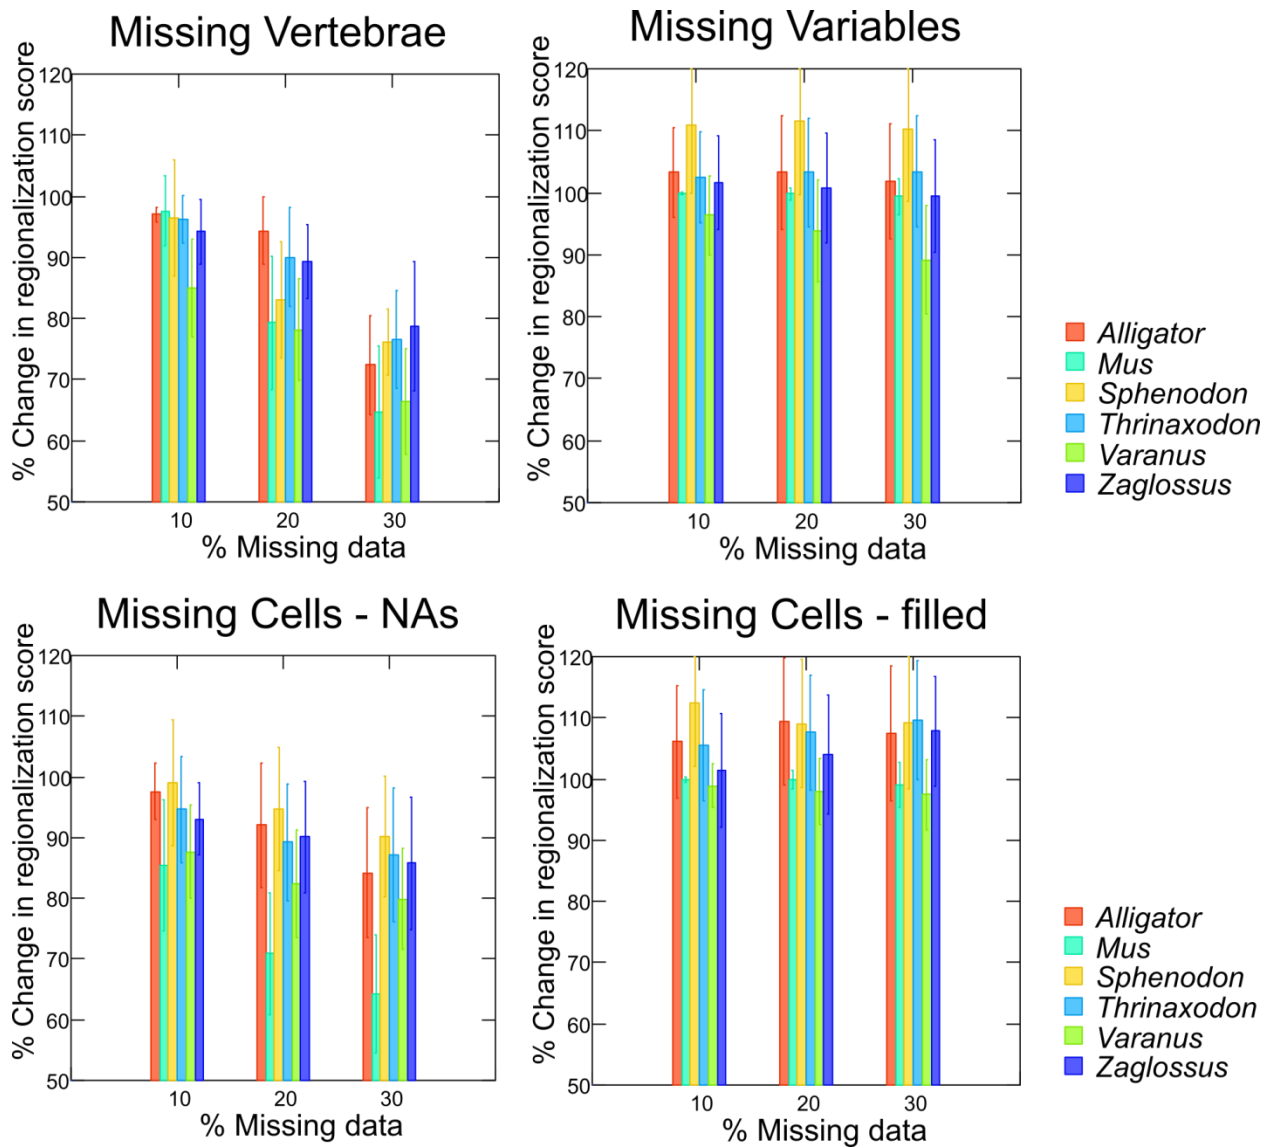 Missing Vertebrae
% Change in regionalization score
120
110
100
90
80
70
60
50
10 20 30
% Missing data
Missing Variables
% Change in regionalization score
120
110
100
90
80
70
60
50
10 20 30
% Missing data
Alligator
Mus
Sphenodon
Thrinaxodon
Varanus
Zaglossus
Missing Cells - NAs
% Change in regionalization score
120
110
100
90
80
70
60
50
10 20 30
% Missing data
Missing Cells - filled
% Change in regionalization score
120
110
100
90
80
70
60
50
10 20 30
% Missing data
Alligator
Mus
Sphenodon
Thrinaxodon
Varanus
Zaglossus